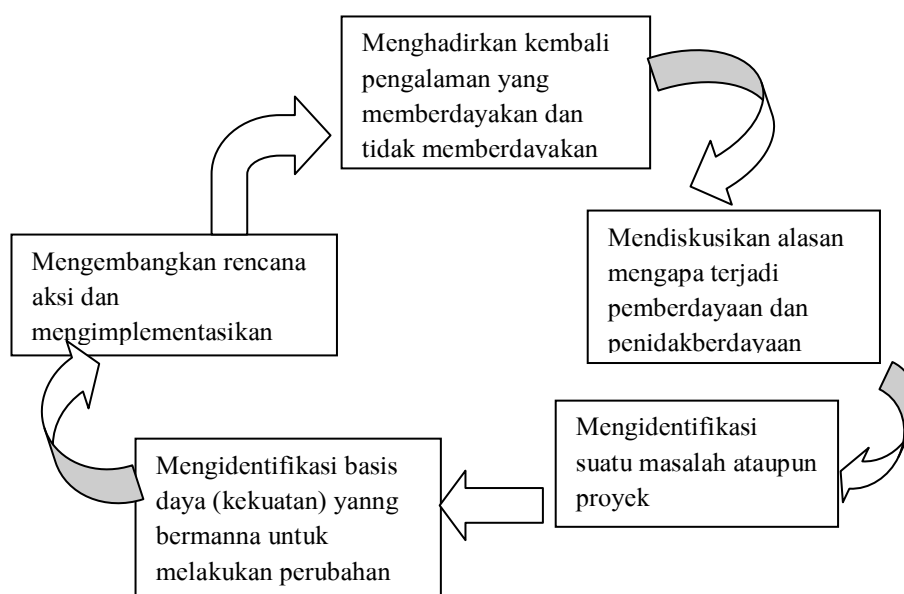 Menghadirkan kembali
pengalaman yang
memberdayakan dan
tidak memberdayakan
Mendiskusikan alasan
mengapa terjadi
pemberdayaan dan
penidakberdayaan
Mengidentifikasi
suatu masalah ataupun
proyek
Mengidentifikasi basis
daya (kekuatan) yanng
bermanna untuk
melakukan perubahan
Mengembangkan rencana
aksi dan
mengimplementasikan